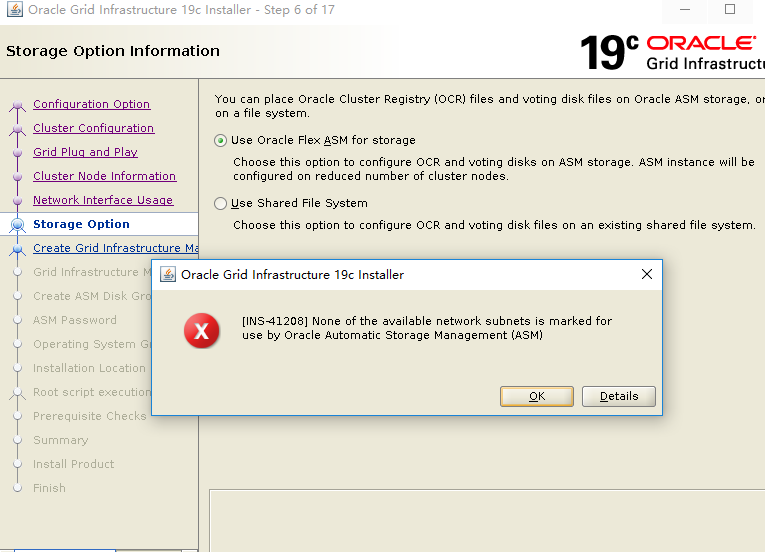 Oracle Grid Infrastructure 19c Installer - Step 6 of 17
Storage Option Information
19c ORACLE
Grid Infrastruct
Configuration Option
Cluster Configuration
Grid Plug and Play
Cluster Node Information
Network Interface Usage
Storage Option
Create Grid Infrastructure Ma
Grid Infrastructure M
Create ASM Disk Gro
ASM Password
Operating System Gr
Installation Location
Root script execution
Prerequisite Checks
Summary
Install Product
Finish
You can place Oracle Cluster Registry (OCR) files and voting disk files on Oracle ASM storage, or
on a file system.
Use Oracle Flex ASM for storage
Choose this option to configure OCR and voting disks on ASM storage. ASM instance will be
configured on reduced number of cluster nodes.
Use Shared File System
Choose this option to configure OCR and voting disk files on an existing shared file system.
Oracle Grid Infrastructure 19c Installer
[INS-41208] None of the available network subnets is marked for
use by Oracle Automatic Storage Management (ASM)
OK
Details